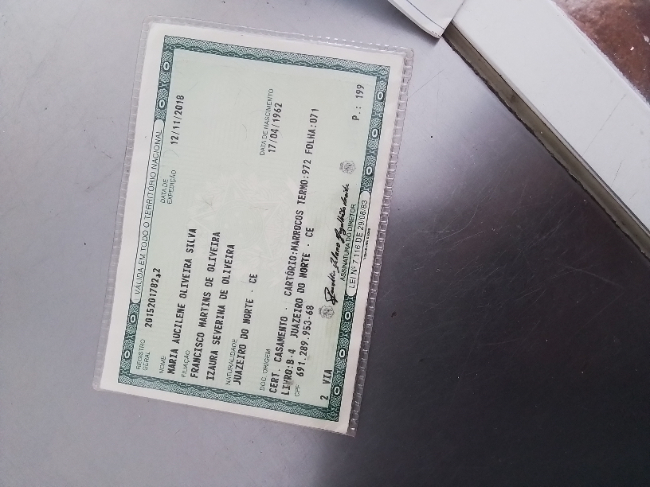 VÁLIDA EM TODO O TERRITÓRIO NACIONAL
REGISTRO GERAL 2015201782a2 DATA DE EXPEDIÇÃO 12/11/2018
NOME
MARIA AUCILENE OLIVEIRA SILVA
FILIAÇÃO
FRANCISCO MARTINS DE OLIVEIRA
IZAURA SEVERINA DE OLIVEIRA
NATURALIDADE DATA DE NASCIMENTO
JUAZEIRO DO NORTE - CE 17/04/1962
DOC. ORIGEM
CERT. CASAMENTO - CARTÓRIO:MARROCOS TERMO:972 FOLHA:071
LIVRO:B-4 JUAZEIRO DO NORTE - CE
CPF 691.289.953-68
2 VIA P.: 199
ASSINATURA DO DIRETOR
LEI Nº 7.116 DE 29/08/83